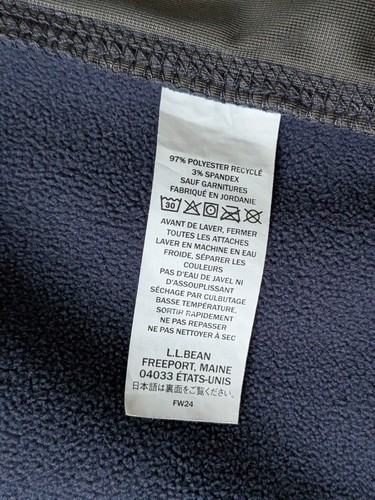 97% POLYESTER RECYCLÉ
3% SPANDEX
SAUF GARNITURES
FABRIQUÉ EN JORDANIE
30
AVANT DE LAVER, FERMER
TOUTES LES ATTACHES
LAVER EN MACHINE EN EAU
FROIDE, SÉPARER LES
COULEURS
PAS D'EAU DE JAVEL NI
D'ASSOUPLISSANT
SÉCHAGE PAR CULBUTAGE
BASSE TEMPÉRATURE,
SORTIR RAPIDEMENT
NE PAS REPASSER
NE PAS NETTOYER À SEC
L.L.BEAN
FREEPORT, MAINE
04033 ÉTATS-UNIS
日本語は裏面をご覧ください。
FW24